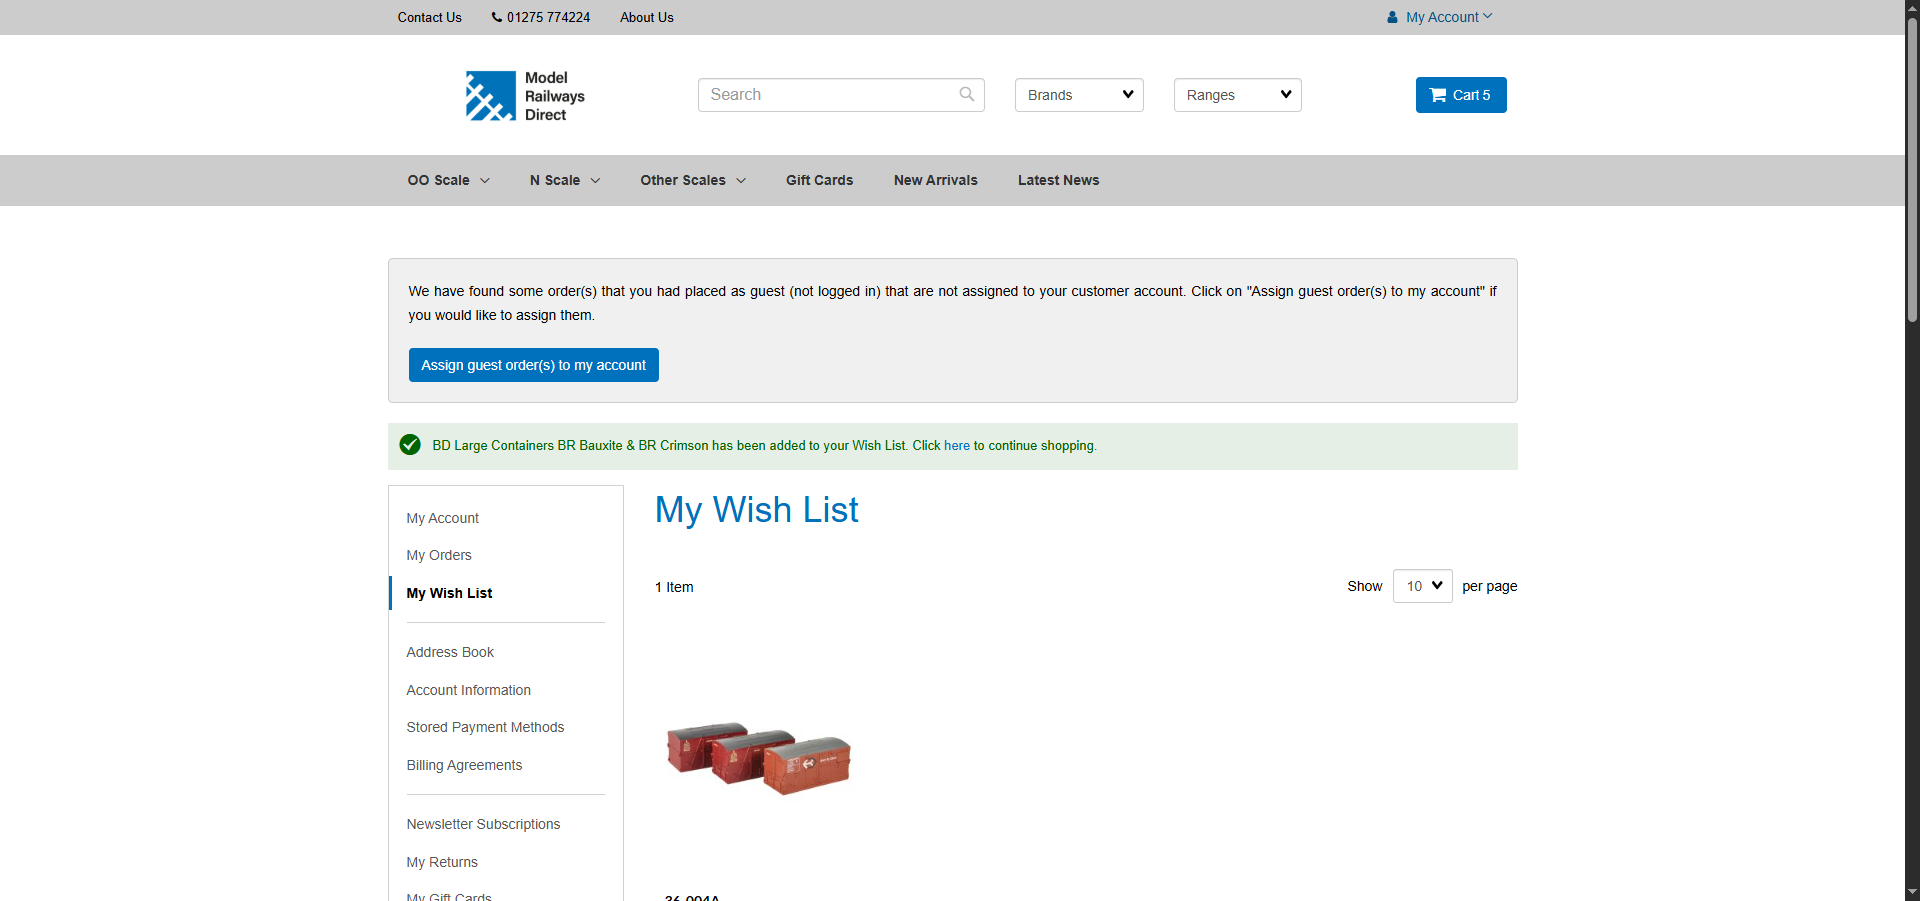 Contact Us
01275 774224
About Us
My Account
Model
Railways
Direct
Search
Brands
Ranges
Cart 5
OO Scale
N Scale
Other Scales
Gift Cards
New Arrivals
Latest News
We have found some order(s) that you had placed as guest (not logged in) that are not assigned to your customer account. Click on "Assign guest order(s) to my account" if
you would like to assign them.
Assign guest order(s) to my account
BD Large Containers BR Bauxite & BR Crimson has been added to your Wish List. Click here to continue shopping.
My Account
My Orders
My Wish List
Address Book
Account Information
Stored Payment Methods
Billing Agreements
Newsletter Subscriptions
My Returns
My Gift Cards
My Wish List
1 Item
Show 10 per page
36-004A